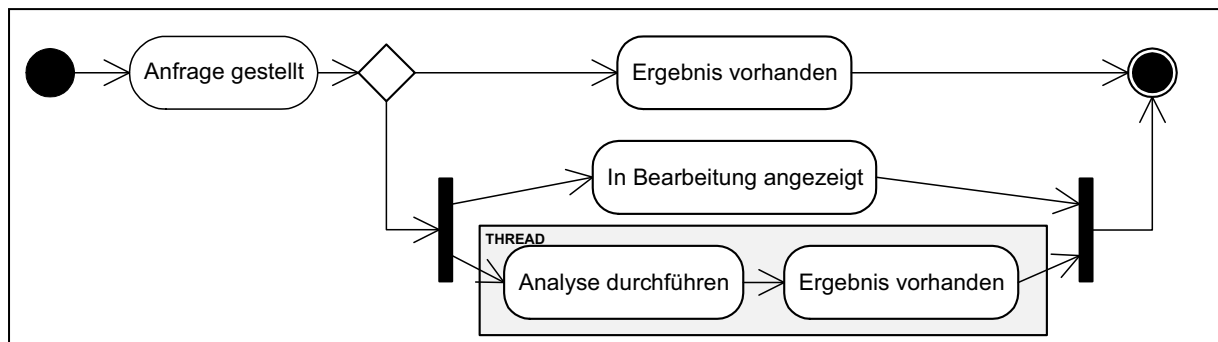 Anfrage gestellt
Ergebnis vorhanden
In Bearbeitung angezeigt
THREAD
Analyse durchführen
Ergebnis vorhanden